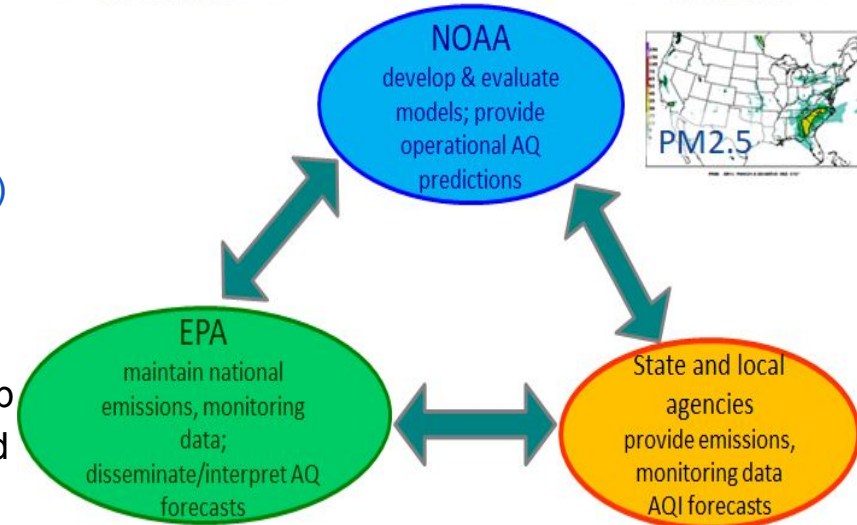 NOAA
develop & evaluate
models; provide
operational AQ
predictions
PM2.5
)
EPA
maintain national
emissions, monitoring
data;
disseminate/interpret AQ
forecasts
State and local
agencies
provide emissions,
monitoring data
AQI forecasts